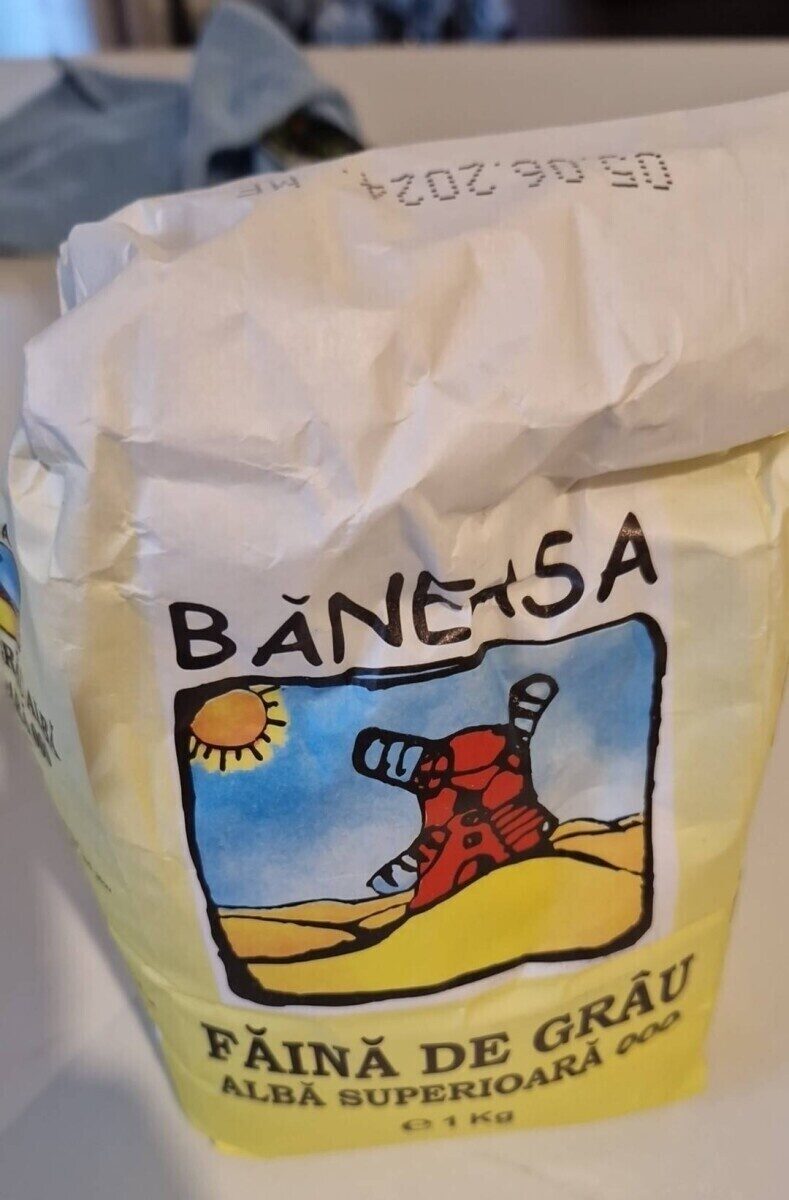 05.06.2024. MF
BĂNEASA
FĂINĂ DE GRÂU
ALBĂ SUPERIOARĂ 000
e 1 Kg